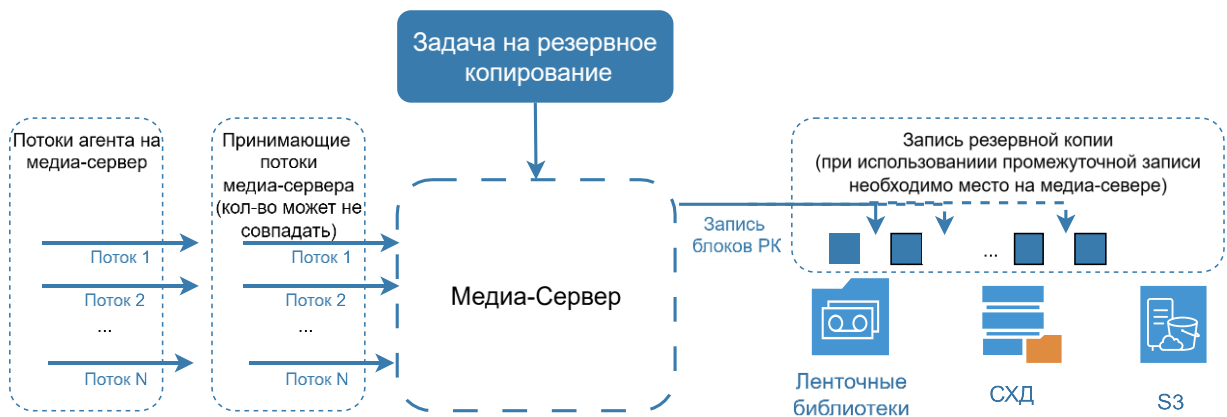 Задача на резервное
копирование
Потоки агента на
медиа-сервер
Поток 1
Поток 2
...
Поток N
Принимающие
потоки
медиа-сервера
(кол-во может не
совпадать)
Поток 1
Поток 2
...
Поток N
Медиа-Сервер
Запись
блоков РК
Запись резервной копии
(при использованиии промежуточной записи
необходимо место на медиа-севере)
...
Ленточные
библиотеки
СХД
S3